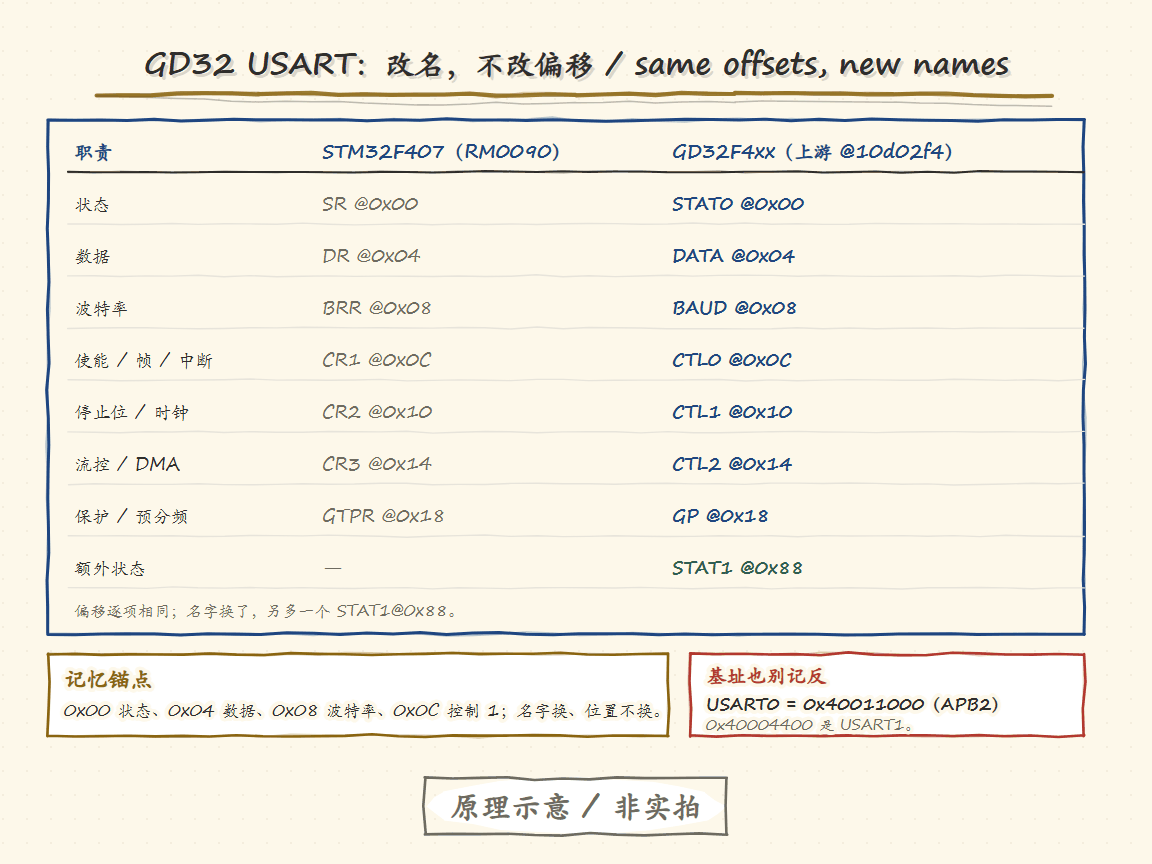 GD32 USART：改名，不改偏移 / same offsets, new names
职责 STM32F407（RM0090） GD32F4xx（上游 @10d02f4）
状态 SR @0x00 STAT0 @0x00
数据 DR @0x04 DATA @0x04
波特率 BRR @0x08 BAUD @0x08
使能 / 帧 / 中断 CR1 @0x0C CTL0 @0x0C
停止位 / 时钟 CR2 @0x10 CTL1 @0x10
流控 / DMA CR3 @0x14 CTL2 @0x14
保护 / 预分频 GTPR @0x18 GP @0x18
额外状态 — STAT1 @0x88
偏移逐项相同；名字换了，另多一个 STAT1@0x88。
记忆锚点
0x00 状态、0x04 数据、0x08 波特率、0x0C 控制 1；名字换、位置不换。
基址也别记反
USART0 = 0x40011000（APB2）
0x40004400 是 USART1。
原理示意 / 非实拍